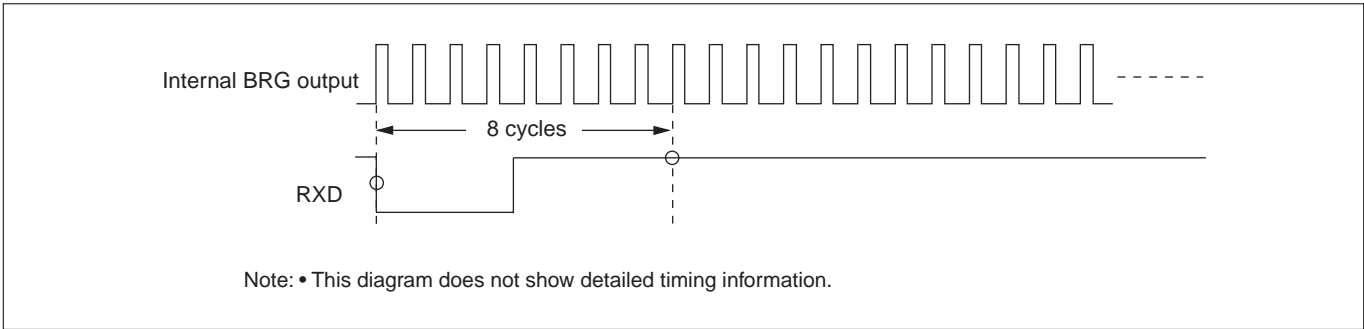 Internal BRG output
8 cycles
RXD
Note: • This diagram does not show detailed timing information.